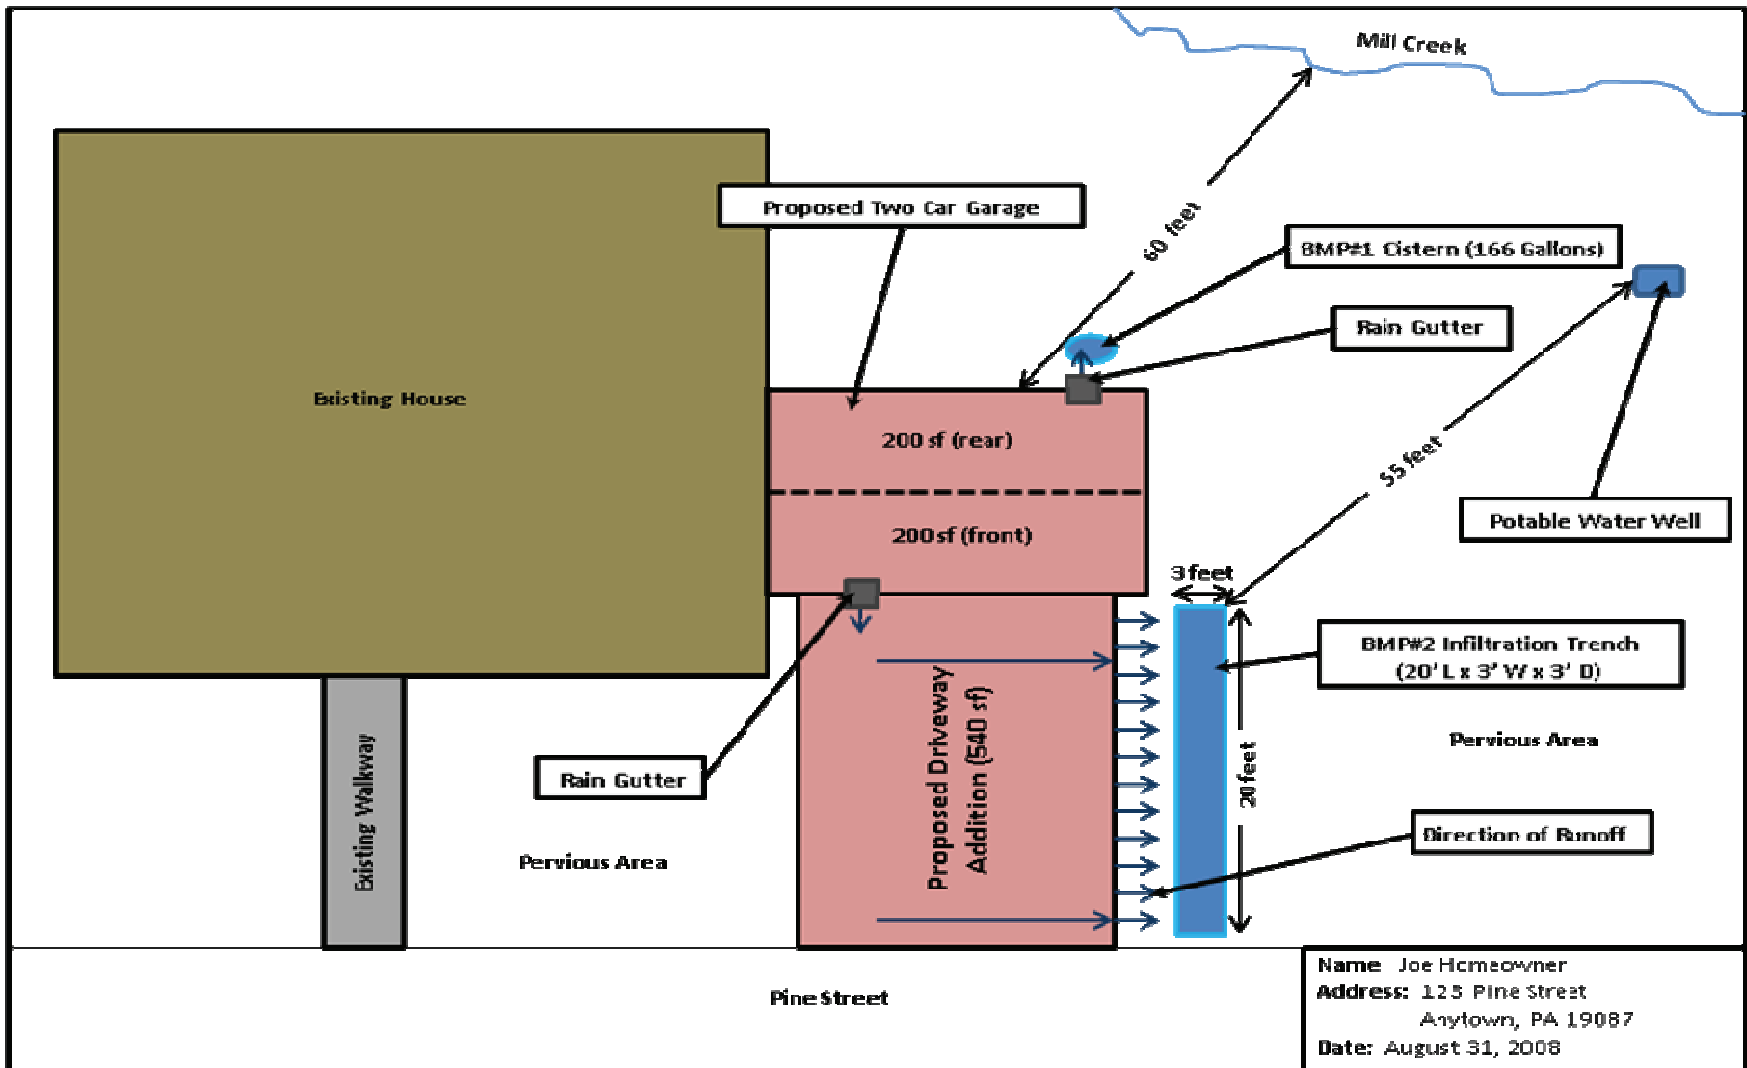 Mill Creek
Proposed Two Car Garage
60 feet
BMP#1 Cistern (166 Gallons)
Rain Gutter
Existing House
200 sf (rear)
55 feet
Potable Water Well
200 sf (front)
3 feet
BMP#2 Infiltration Trench
(20' L x 3' W x 3' D)
Proposed Driveway
Addition (540 sf)
Pervious Area
Rain Gutter
20 feet
Existing Walkway
Direction of Runoff
Pervious Area
Pine Street
Name Joe Homeowner
Address: 123 Pine Street
Anytown, PA 19087
Date: August 31, 2008